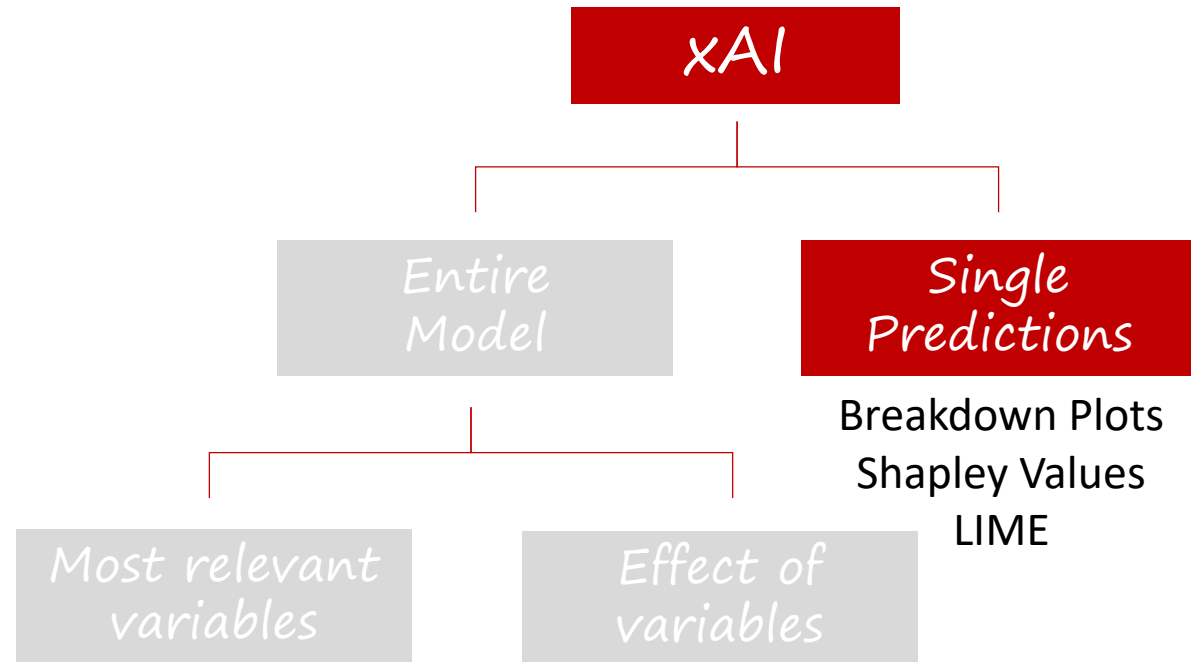 xAI
Entire
Model
Single
Predictions
Breakdown Plots
Shapley Values
LIME
Most relevant
variables
Effect of
variables